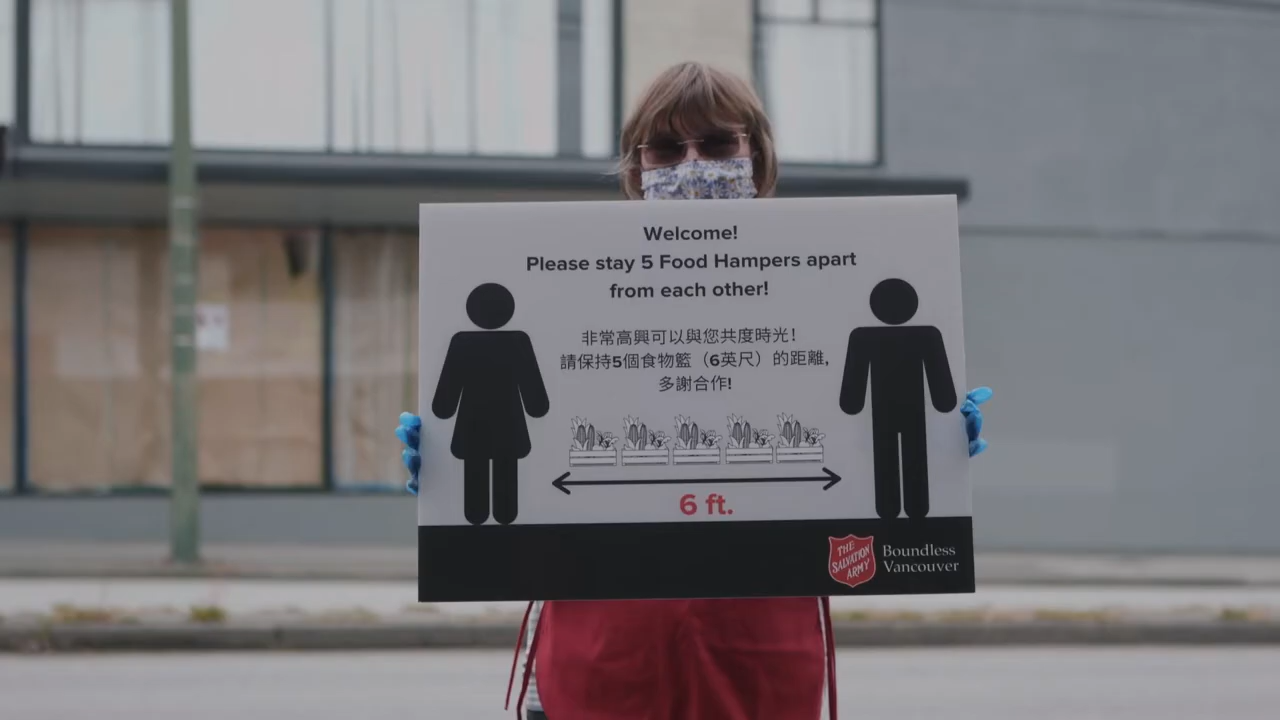 Welcome!
Please stay 5 Food Hampers apart
from each other!
非常高興可以與您共度時光！
請保持5個食物籃（6英尺）的距離,
多謝合作!
6 ft.
THE
SALVATION
ARMY
Boundless
Vancouver